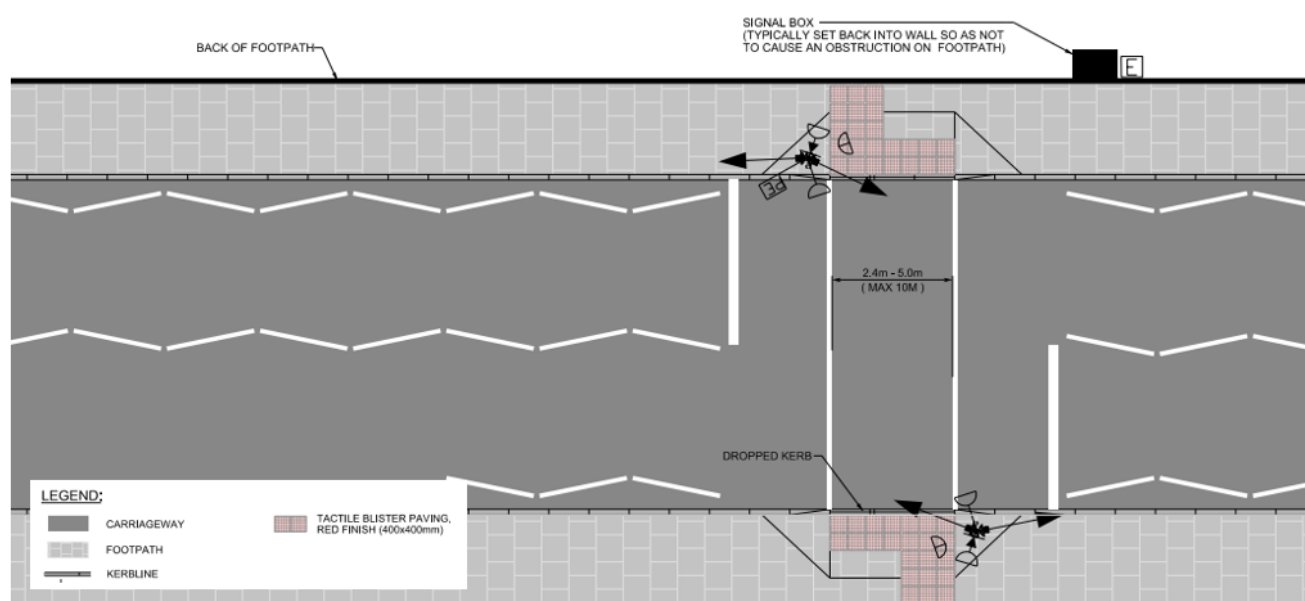 SIGNAL BOX
(TYPICALLY SET BACK INTO WALL SO AS NOT
TO CAUSE AN OBSTRUCTION ON FOOTPATH)
BACK OF FOOTPATH
E
PE
2.4m - 5.0m
( MAX 10M )
DROPPED KERB
LEGEND:
CARRIAGEWAY
FOOTPATH
KERBLINE
TACTILE BLISTER PAVING,
RED FINISH (400x400mm)